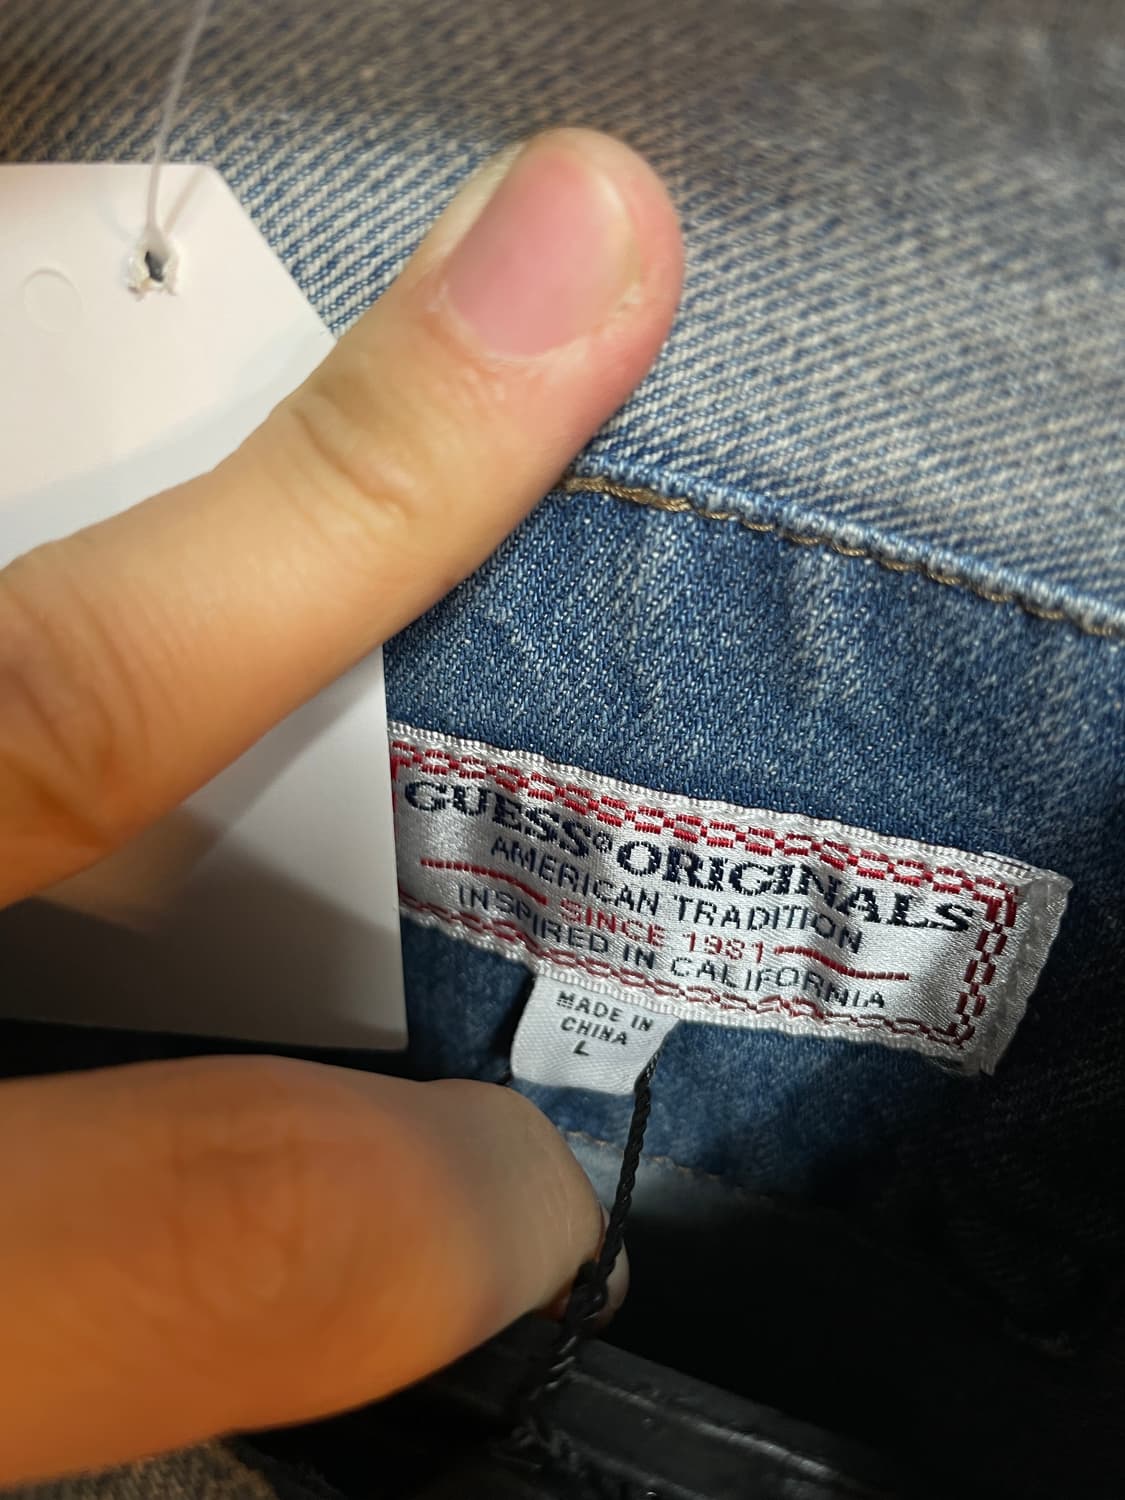 GUESS® ORIGINALS
AMERICAN TRADITION
SINCE 1981
INSPIRED IN CALIFORNIA
MADE IN
CHINA
L